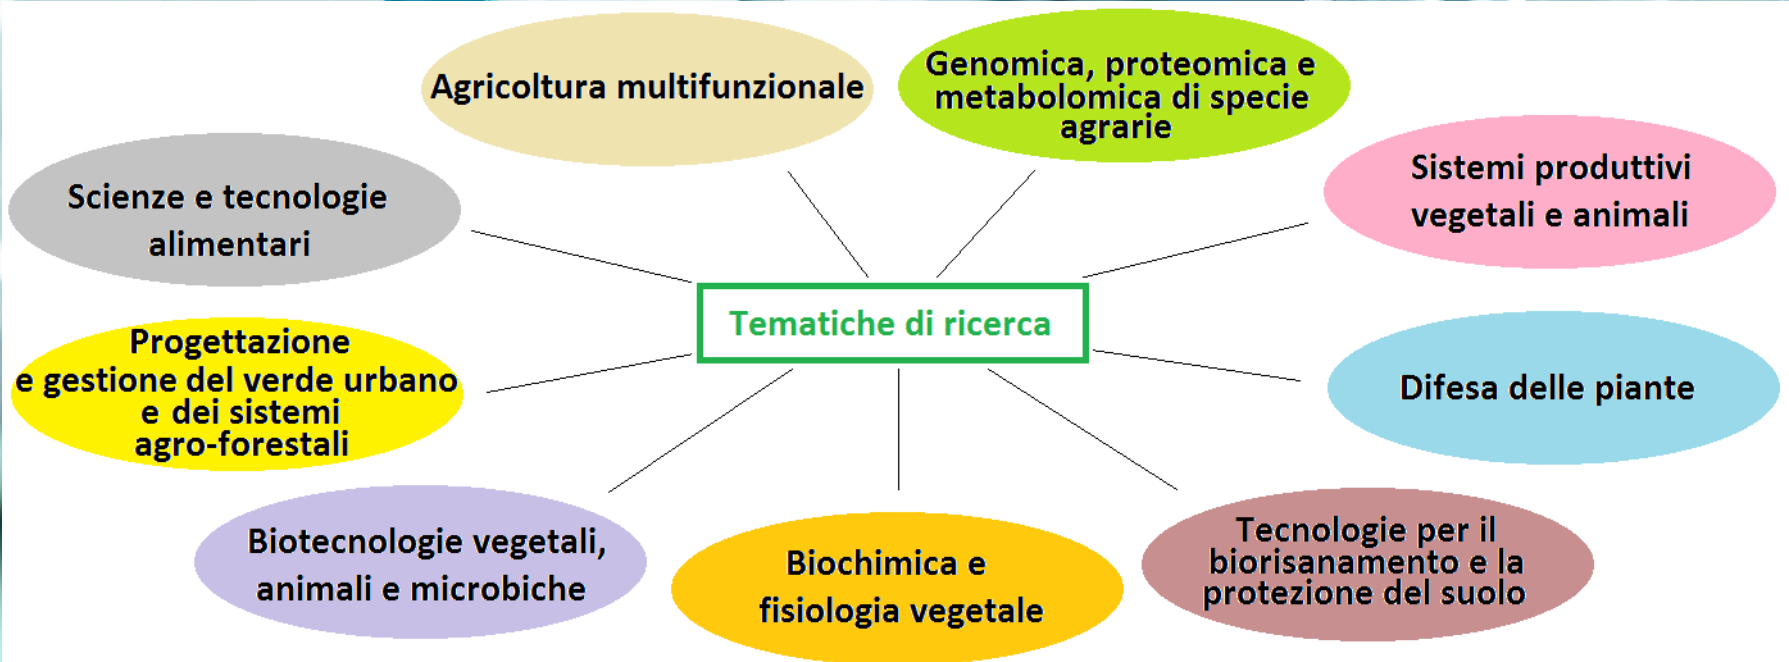 Agricoltura multifunzionale
Genomica, proteomica e
metabolomica di specie
agrarie
Scienze e tecnologie
alimentari
Sistemi produttivi
vegetali e animali
Tematiche di ricerca
Progettazione
e gestione del verde urbano
e dei sistemi
agro-forestali
Difesa delle piante
Biotecnologie vegetali,
animali e microbiche
Biochimica e
fisiologia vegetale
Tecnologie per il
biorisanamento e la
protezione del suolo